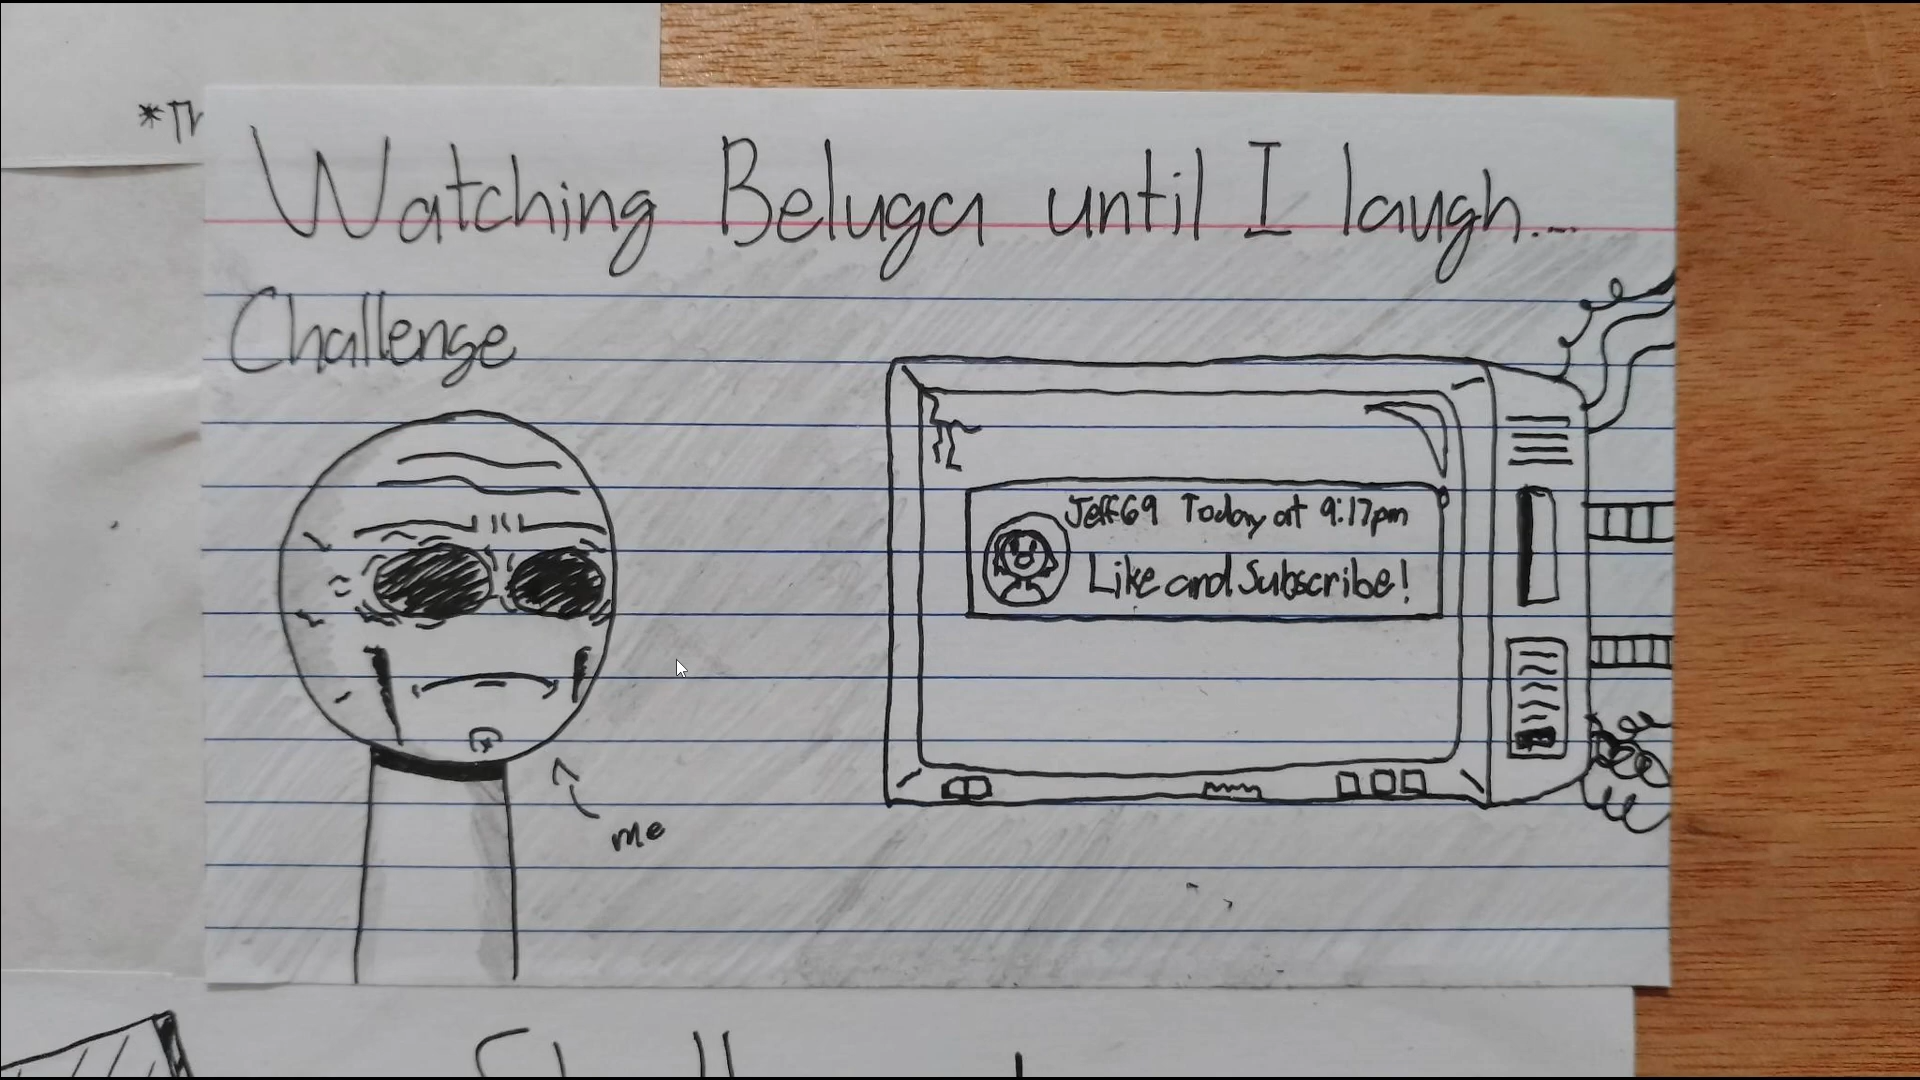 Watching Beluga until I laugh...
Challenge
Jeff69 Today at 9:17pm
Like and Subscribe!
me